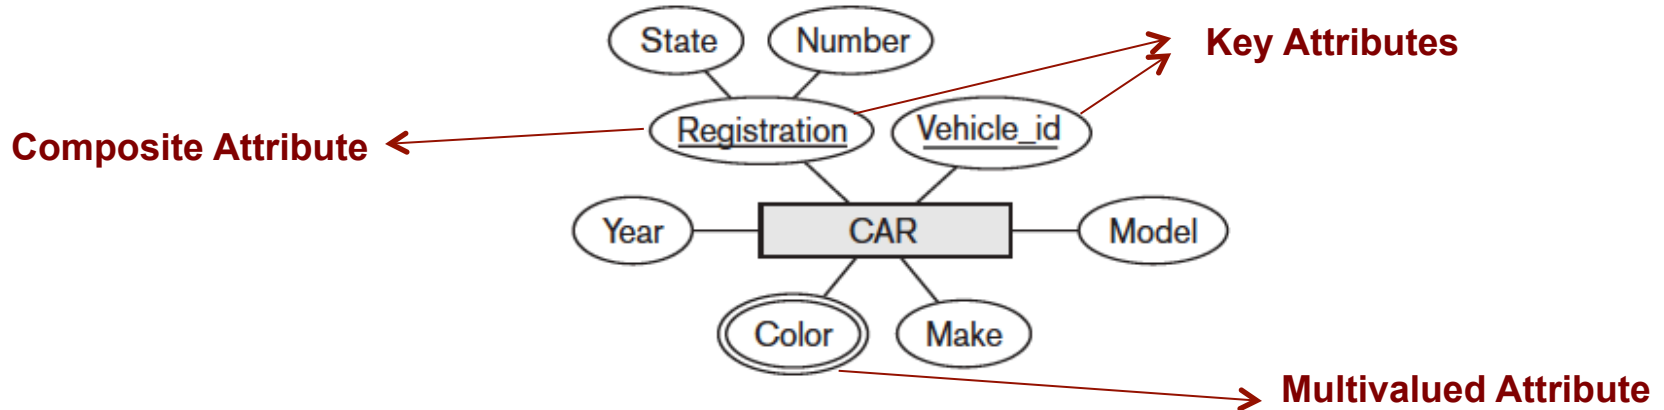 State
Number
Key Attributes
Registration
Vehicle_id
Composite Attribute
Year
CAR
Model
Color
Make
Multivalued Attribute